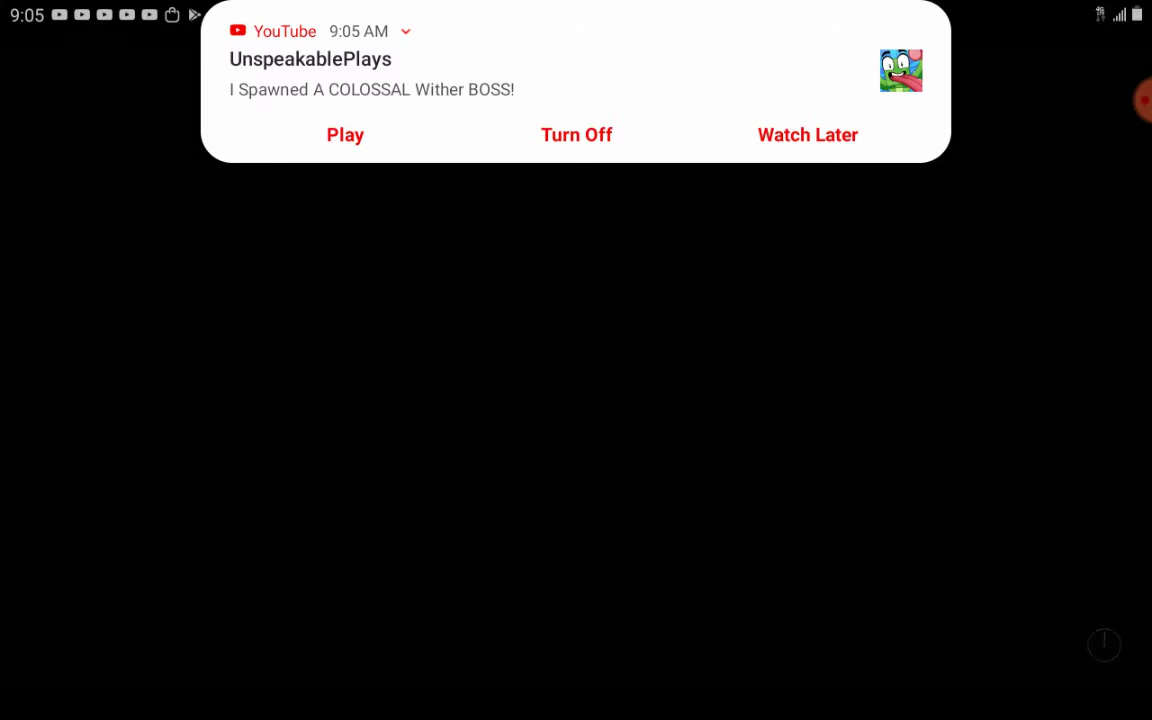 9:05
YouTube 9:05 AM
UnspeakablePlays
I Spawned A COLOSSAL Wither BOSS!
Play Turn Off Watch Later